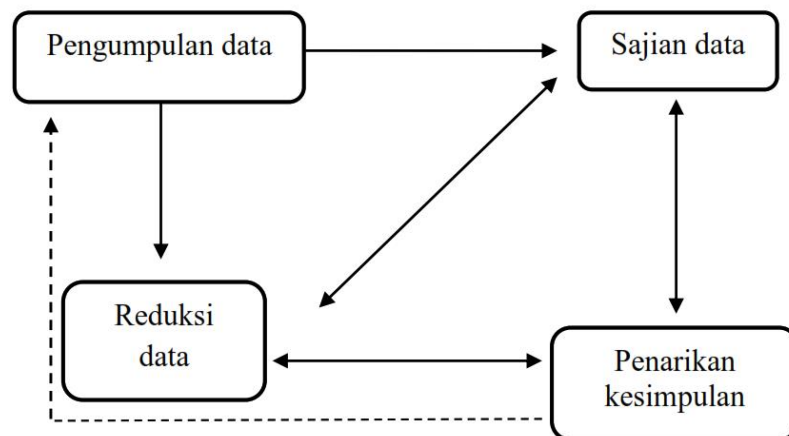 Pengumpulan data
Sajian data
Reduksi
data
Penarikan
kesimpulan